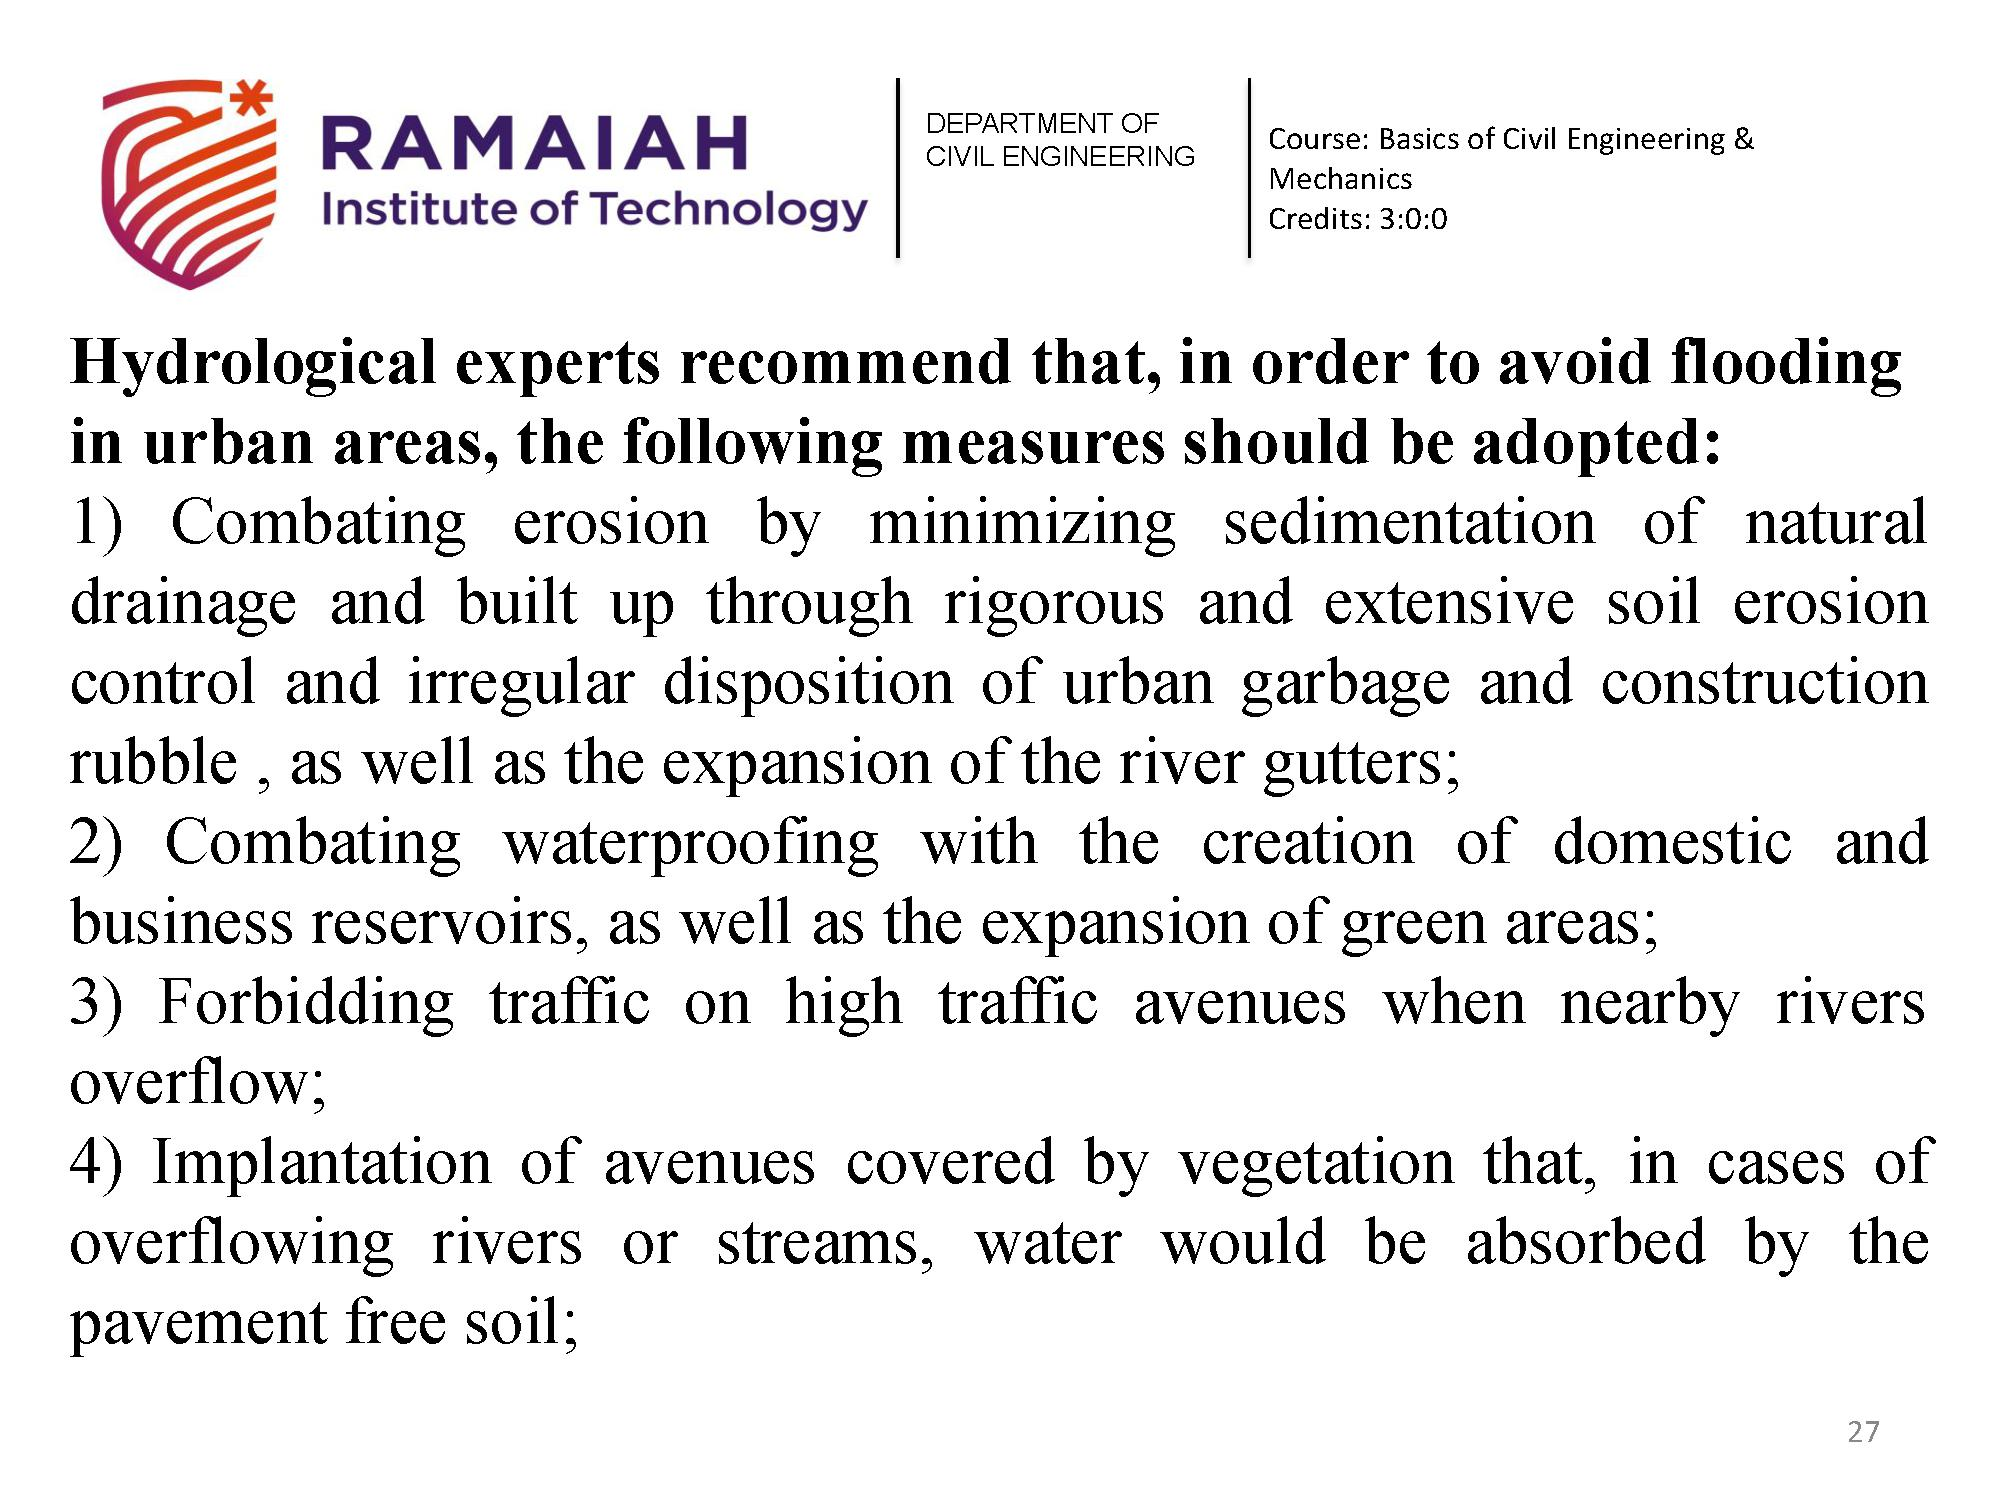 RAMAIAH
Institute of Technology
DEPARTMENT OF
CIVIL ENGINEERING
Course: Basics of Civil Engineering &
Mechanics
Credits: 3:0:0
Hydrological experts recommend that, in order to avoid flooding
in urban areas, the following measures should be adopted:
1) Combating erosion by minimizing sedimentation of natural
drainage and built up through rigorous and extensive soil erosion
control and irregular disposition of urban garbage and construction
rubble , as well as the expansion of the river gutters;
2) Combating waterproofing with the creation of domestic and
business reservoirs, as well as the expansion of green areas;
3) Forbidding traffic on high traffic avenues when nearby rivers
overflow;
4) Implantation of avenues covered by vegetation that, in cases of
overflowing rivers or streams, water would be absorbed by the
pavement free soil;
27